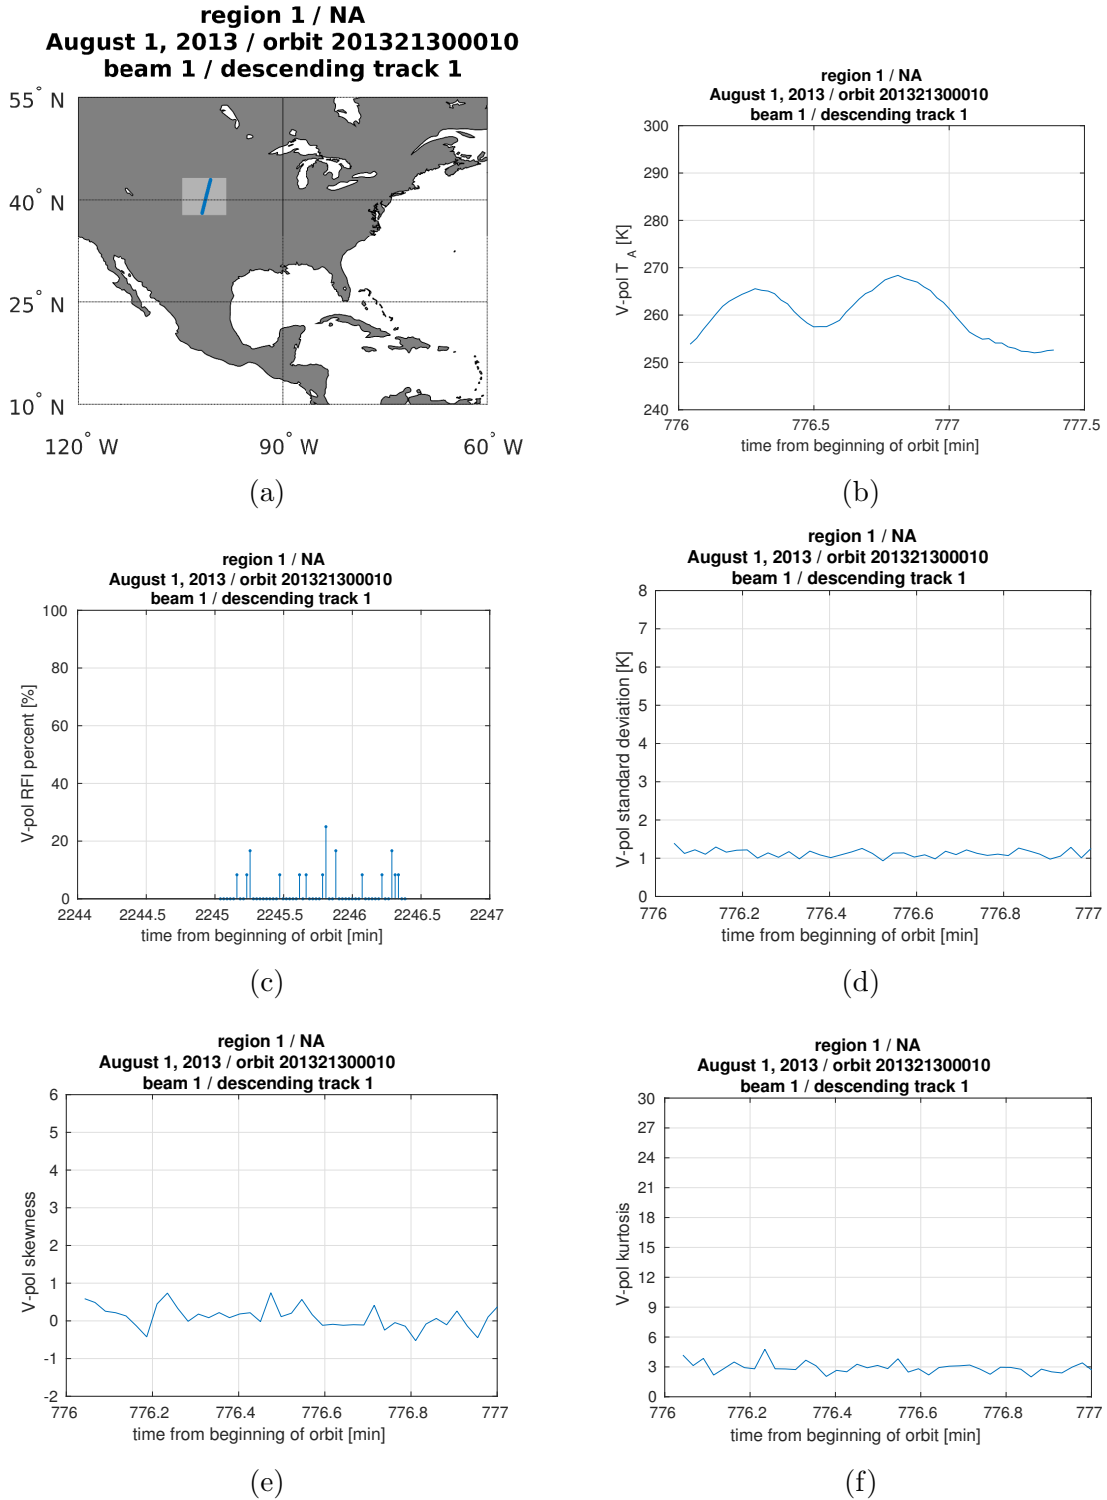 region 1 / NA
August 1, 2013 / orbit 201321300010
beam 1 / descending track 1
55° N
40° N
25° N
10° N
120° W
90° W
60° W
(a)
region 1 / NA
August 1, 2013 / orbit 201321300010
beam 1 / descending track 1
V-pol T_A [K]
300
290
280
270
260
250
240
776
776.5
777
777.5
time from beginning of orbit [min]
(b)
region 1 / NA
August 1, 2013 / orbit 201321300010
beam 1 / descending track 1
V-pol RFI percent [%]
100
80
60
40
20
0
2244
2244.5
2245
2245.5
2246
2246.5
2247
time from beginning of orbit [min]
(c)
region 1 / NA
August 1, 2013 / orbit 201321300010
beam 1 / descending track 1
V-pol standard deviation [K]
8
7
6
5
4
3
2
1
0
776
776.2
776.4
776.6
776.8
777
time from beginning of orbit [min]
(d)
region 1 / NA
August 1, 2013 / orbit 201321300010
beam 1 / descending track 1
V-pol skewness
6
5
4
3
2
1
0
-1
-2
776
776.2
776.4
776.6
776.8
777
time from beginning of orbit [min]
(e)
region 1 / NA
August 1, 2013 / orbit 201321300010
beam 1 / descending track 1
V-pol kurtosis
30
27
24
21
18
15
12
9
6
3
0
776
776.2
776.4
776.6
776.8
777
time from beginning of orbit [min]
(f)